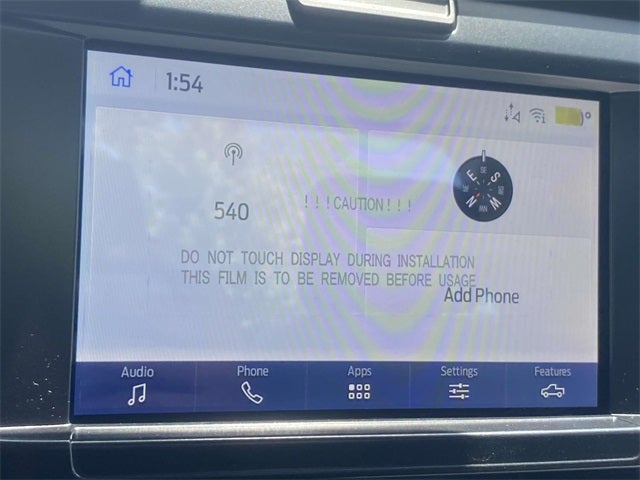 1:54
540
!!!CAUTION!!!
DO NOT TOUCH DISPLAY DURING INSTALLATION
THIS FILM IS TO BE REMOVED BEFORE USAGE
Add Phone
Audio Phone Apps Settings Features